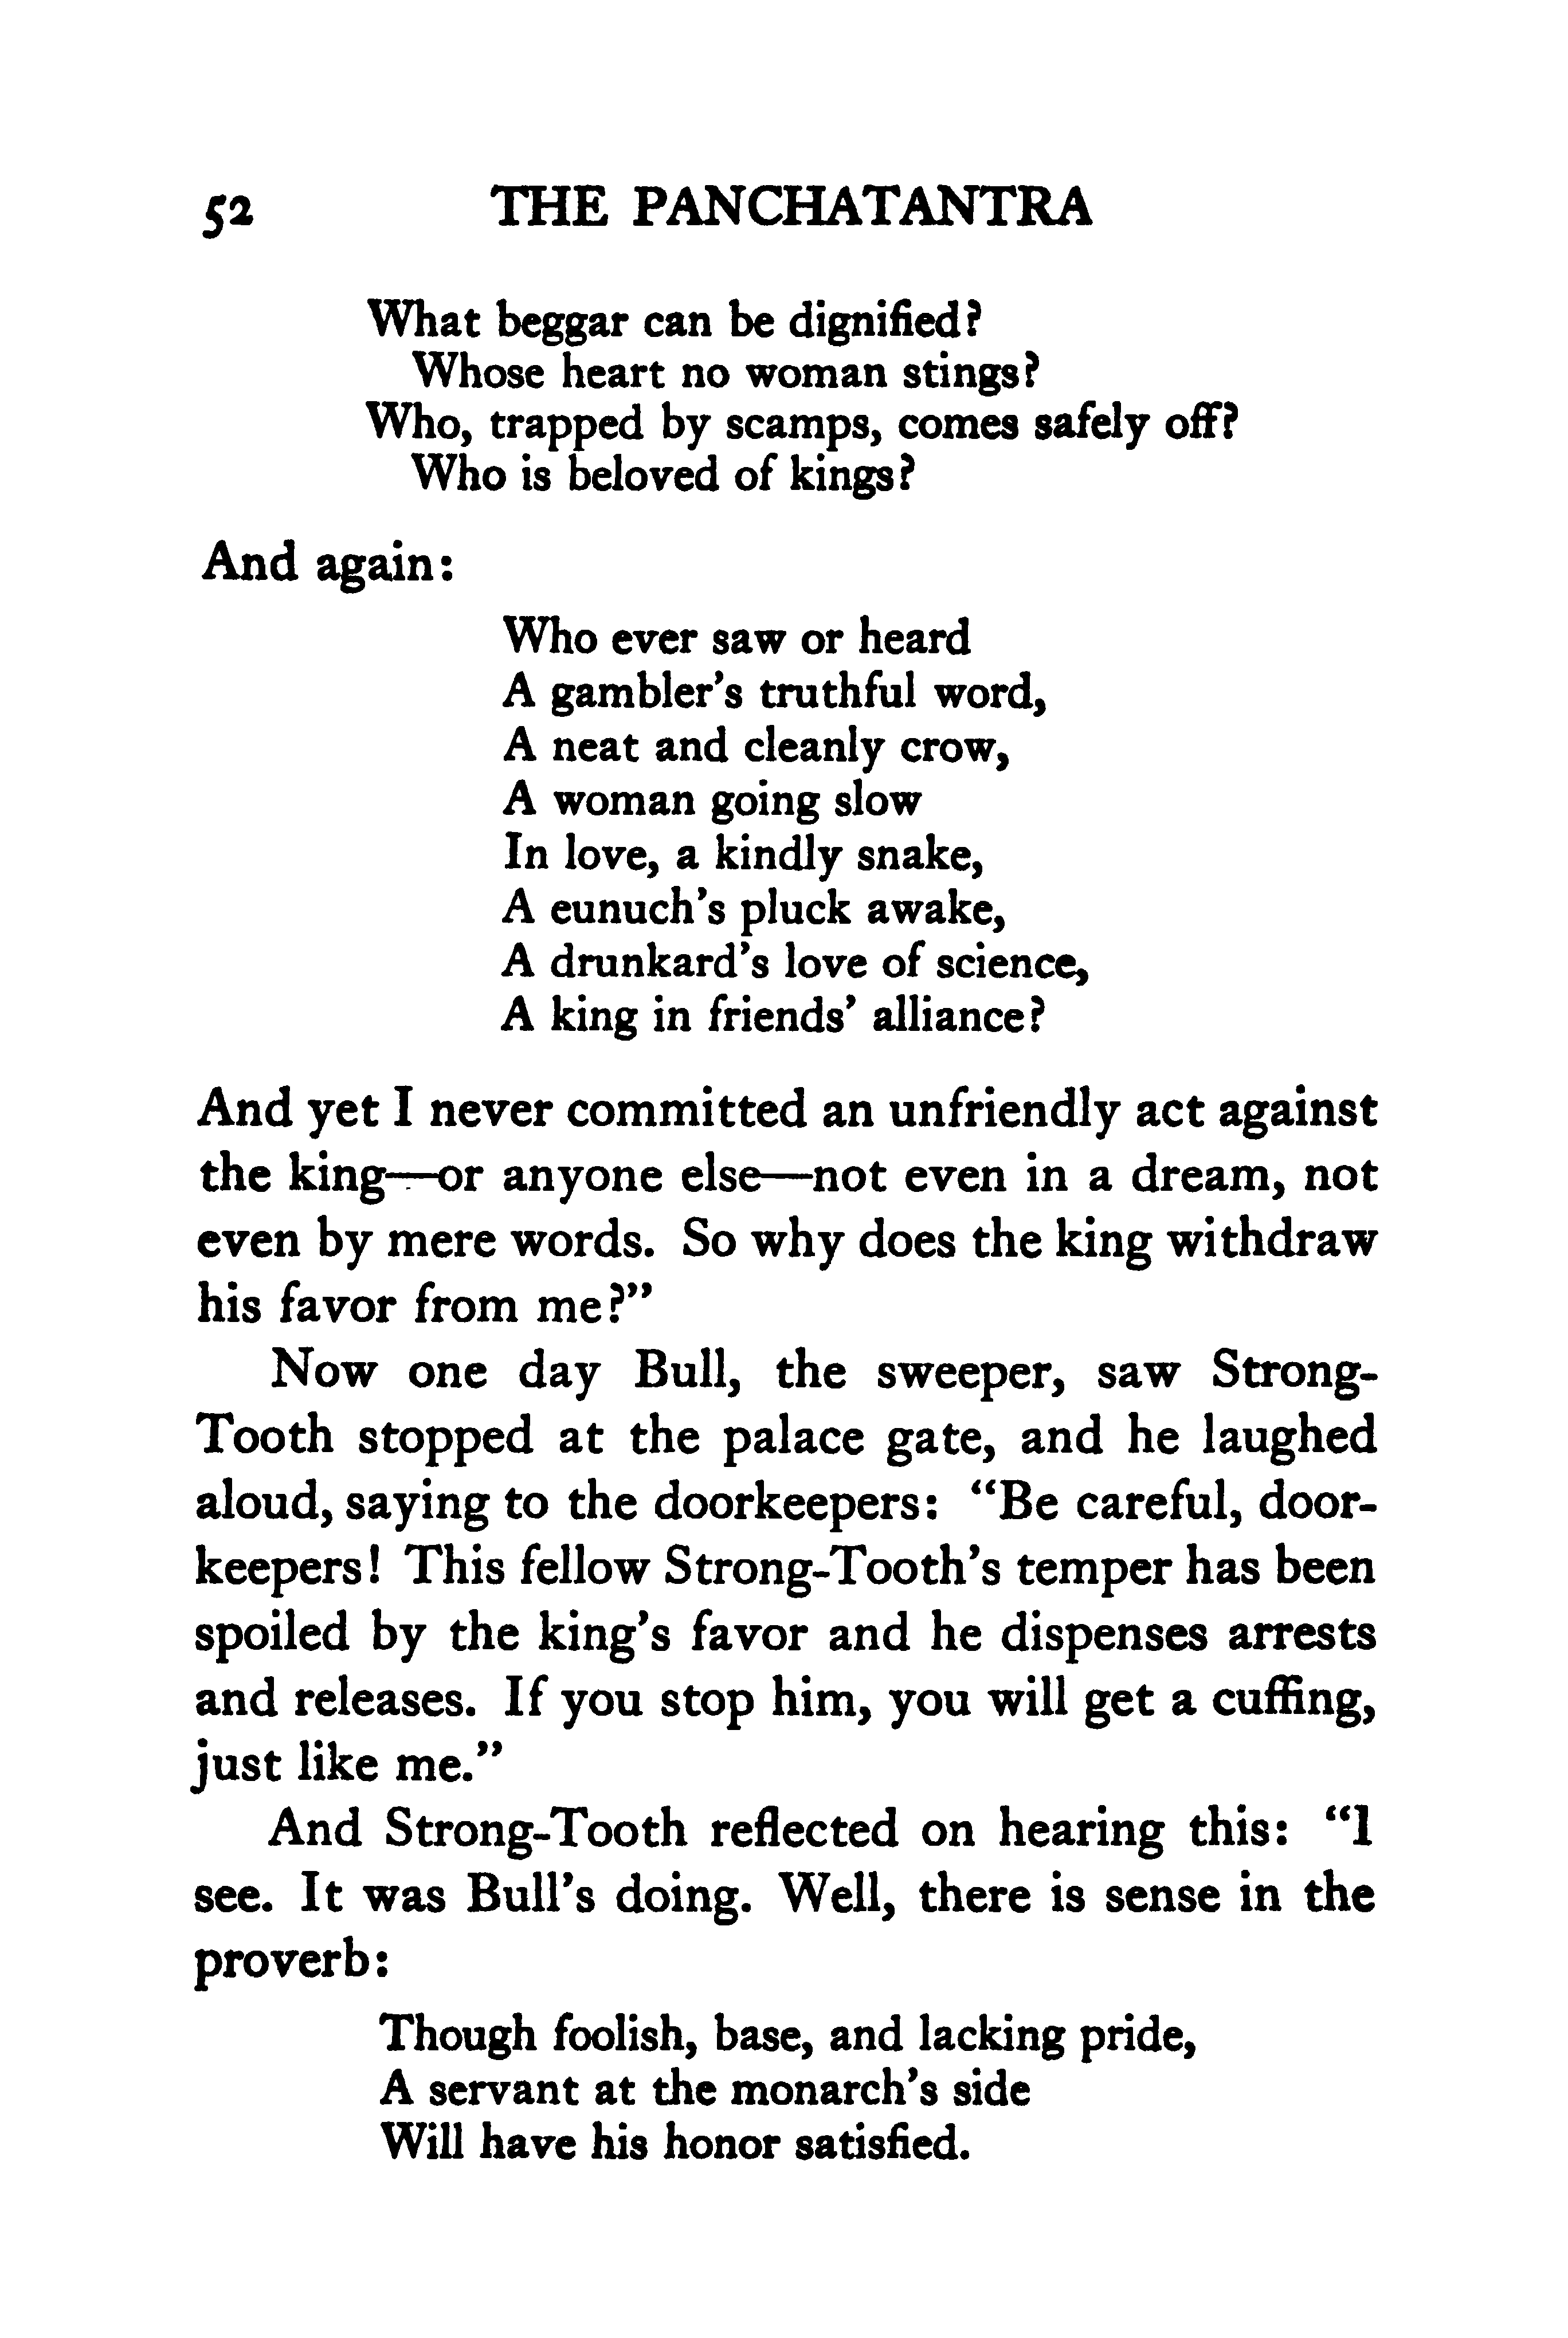 52 THE PANCHATANTRA
What beggar can be dignified?
Whose heart no woman stings?
Who, trapped by scamps, comes safely off?
Who is beloved of kings?
And again:
Who ever saw or heard
A gambler's truthful word,
A neat and cleanly crow,
A woman going slow
In love, a kindly snake,
A eunuch's pluck awake,
A drunkard's love of science,
A king in friends' alliance?
And yet I never committed an unfriendly act against
the king—or anyone else—not even in a dream, not
even by mere words. So why does the king withdraw
his favor from me?”
Now one day Bull, the sweeper, saw Strong-
Tooth stopped at the palace gate, and he laughed
aloud, saying to the doorkeepers: “Be careful, door-
keepers! This fellow Strong-Tooth's temper has been
spoiled by the king's favor and he dispenses arrests
and releases. If you stop him, you will get a cuffing,
just like me.”
And Strong-Tooth reflected on hearing this: “I
see. It was Bull's doing. Well, there is sense in the
proverb:
Though foolish, base, and lacking pride,
A servant at the monarch's side
Will have his honor satisfied.